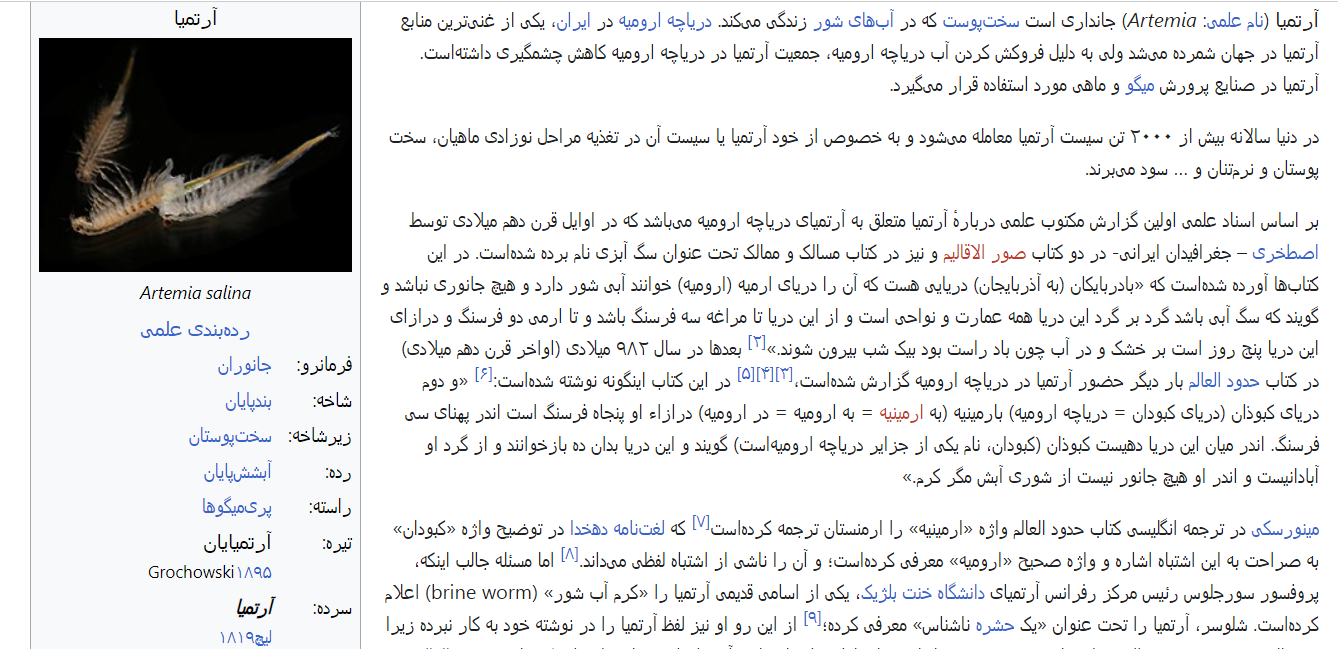 آرتمیا (نام علمی: Artemia) جانداری است سخت‌پوست که در آب‌های شور زندگی می‌کند. دریاچه ارومیه در ایران، یکی از غنی‌ترین منابع
آرتمیا در جهان شمرده می‌شد ولی به دلیل فروکش کردن آب دریاچه ارومیه، جمعیت آرتمیا در دریاچه ارومیه کاهش چشمگیری داشته‌است.
آرتمیا در صنایع پرورش میگو و ماهی مورد استفاده قرار می‌گیرد.
در دنیا سالانه بیش از ۲۰۰۰ تن سیست آرتمیا معامله می‌شود و به خصوص از خود آرتمیا یا سیست آن در تغذیه مراحل نوزادی ماهیان، سخت
پوستان و نرم‌تنان و ... سود می‌برند.
بر اساس اسناد علمی اولین گزارش مکتوب علمی دربارهٔ آرتمیا متعلق به آرتمیای دریاچه ارومیه می‌باشد که در اوایل قرن دهم میلادی توسط
اصطخری – جغرافیدان ایرانی- در دو کتاب صور الاقالیم و نیز در کتاب مسالک و ممالک تحت عنوان سگ آبزی نام برده شده‌است. در این
کتاب‌ها آورده شده‌است که «بادربایکان (به آذربایجان) دریایی هست که آن را دریای ارمیه (ارومیه) خوانند آبی شور دارد و هیچ جانوری نباشد و
گویند که سگ آبی باشد گرد بر گرد این دریا همه عمارت و نواحی است و از این دریا تا مراغه سه فرسنگ باشد و تا ارمی دو فرسنگ و درازای
این دریا پنج روز است بر خشک و در آب چون باد راست بود بیک شب بیرون شوند.»[۲] بعدها در سال ۹۸۲ میلادی (اواخر قرن دهم میلادی)
در کتاب حدود العالم بار دیگر حضور آرتمیا در دریاچه ارومیه گزارش شده‌است،[۳][۴][۵] در این کتاب اینگونه نوشته شده‌است:[۶] «و دوم
دریای کبوذان (دریای کبودان = دریاچه ارومیه) بارمینیه (به ارمینیه = به ارومیه = در ارومیه) درازاء او پنجاه فرسنگ است اندر پهنای سی
فرسنگ. اندر میان این دریا دهیست کبوذان (کبودان، نام یکی از جزایر دریاچه ارومیه‌است) گویند و این دریا بدان ده بازخوانند و از گرد او
آبادانیست و اندر او هیچ جانور نیست از شوری آبش مگر کرم.»
مینورسکی در ترجمه انگلیسی کتاب حدود العالم واژه «ارمینیه» را ارمنستان ترجمه کرده‌است[۷] که لغت‌نامه دهخدا در توضیح واژه «کبودان»
به صراحت به این اشتباه اشاره و واژه صحیح «ارومیه» معرفی کرده‌است؛ و آن را ناشی از اشتباه لفظی می‌داند.[۸] اما مسئله جالب اینکه،
پروفسور سورجلوس رئیس مرکز رفرانس آرتمیای دانشگاه خنت بلژیک، یکی از اسامی قدیمی آرتمیا را «کرم آب شور» (brine worm) اعلام
کرده‌است. شلوسر، آرتمیا را تحت عنوان «یک حشره ناشناس» معرفی کرده؛[۹] از این رو او نیز لفظ آرتمیا را در نوشته خود به کار نبرده زیرا
آرتمیا
Artemia salina
رده‌بندی علمی
فرمانرو: جانوران
شاخه: بندپایان
زیرشاخه: سخت‌پوستان
رده: آبشش‌پایان
راسته: پری‌میگوها
تیره: آرتمیایان
Grochowski۱۸۹۵
سرده: آرتمیا
لیچ۱۸۱۹